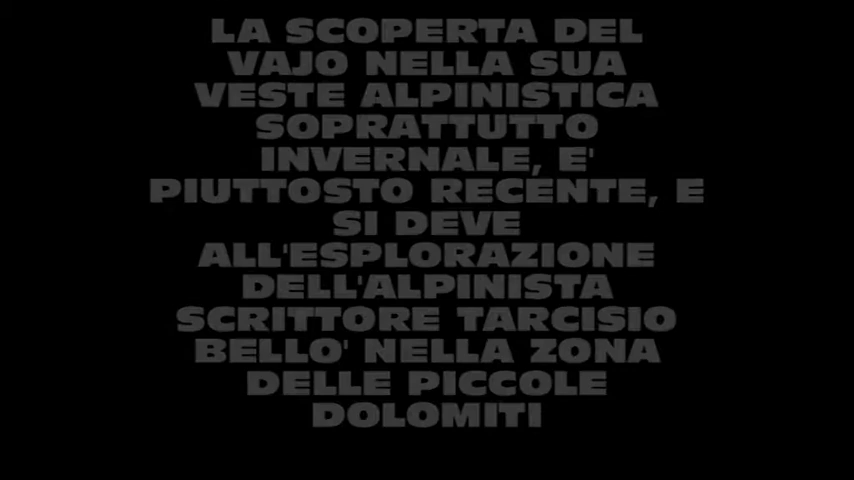 LA SCOPERTA DEL
VAJO NELLA SUA
VESTE ALPINISTICA
SOPRATTUTTO
INVERNALE, E'
PIUTTOSTO RECENTE, E
SI DEVE
ALL'ESPLORAZIONE
DELL'ALPINISTA
SCRITTORE TARCISIO
BELLO' NELLA ZONA
DELLE PICCOLE
DOLOMITI